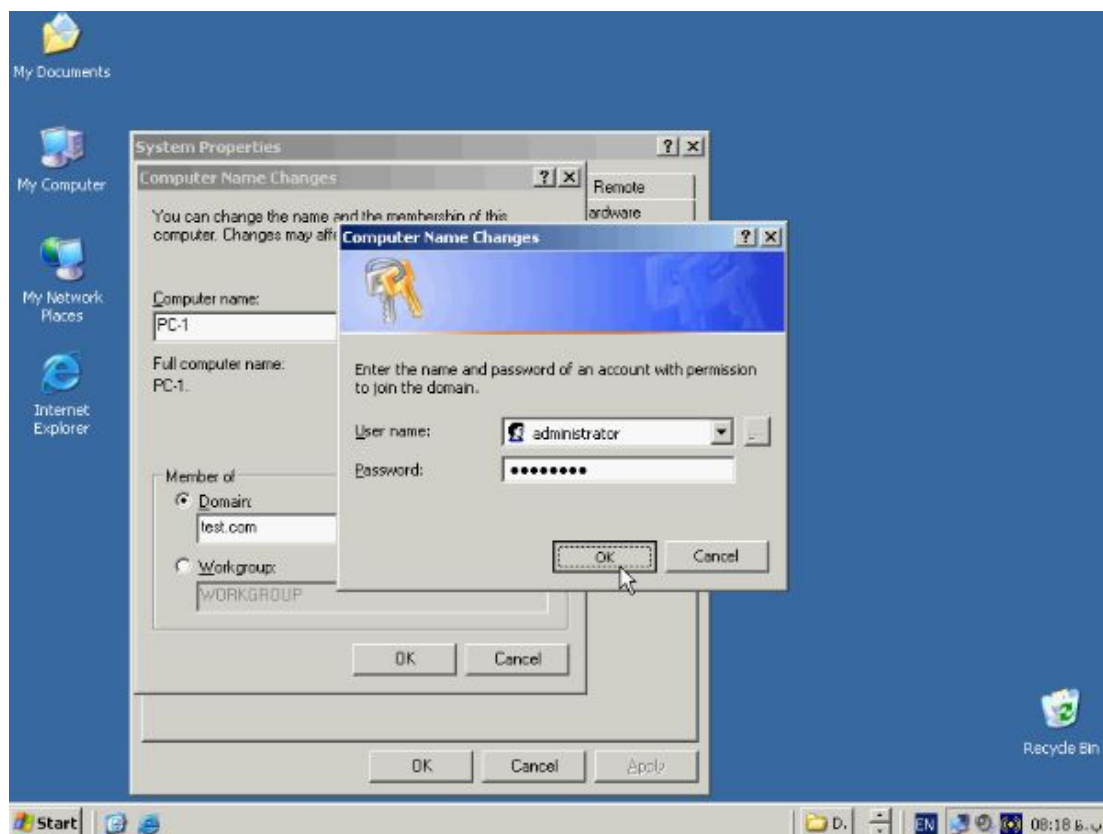 My Documents
My Computer
My Network
Places
Internet
Explorer
System Properties
Remote
ardware
Computer Name Changes
You can change the name and the membership of this
computer. Changes may aff
Computer name:
PC-1
Full computer name:
PC-1.
Member of
Domain:
test.com
Workgroup:
WORKGROUP
OK Cancel
OK Cancel Apply
Computer Name Changes
Enter the name and password of an account with permission
to join the domain.
User name: administrator
Password: ••••••••
OK Cancel
Recycle Bin
Start
D.
EN
08:18